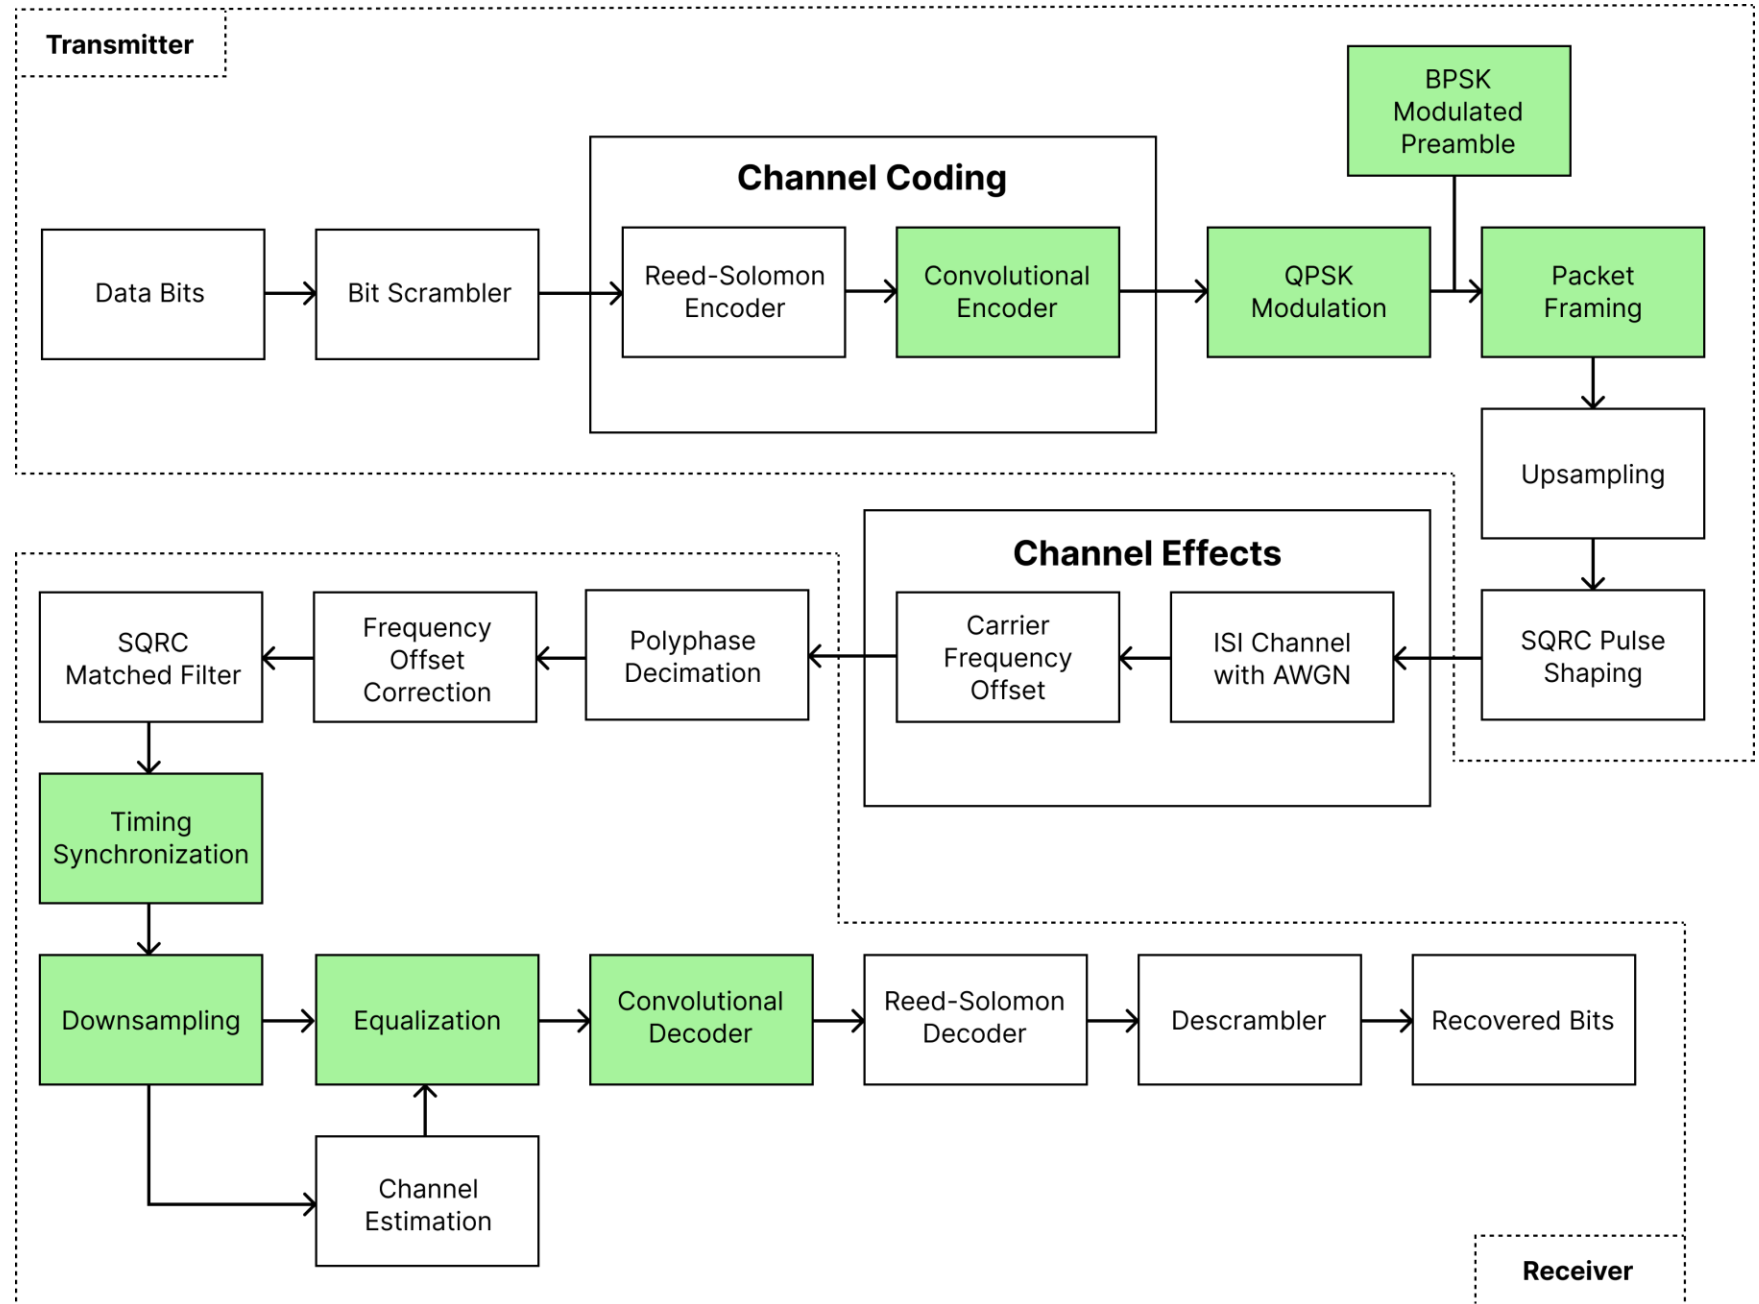 Transmitter
BPSK
Modulated
Preamble
Channel Coding
Data Bits
Bit Scrambler
Reed-Solomon
Encoder
Convolutional
Encoder
QPSK
Modulation
Packet
Framing
Upsampling
Channel Effects
SQRC
Matched Filter
Frequency
Offset
Correction
Polyphase
Decimation
Carrier
Frequency
Offset
ISI Channel
with AWGN
SQRC Pulse
Shaping
Timing
Synchronization
Downsampling
Equalization
Convolutional
Decoder
Reed-Solomon
Decoder
Descrambler
Recovered Bits
Channel
Estimation
Receiver